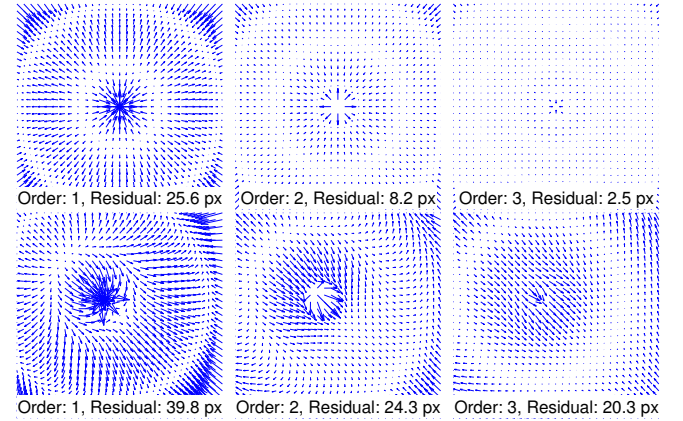 Order: 1, Residual: 25.6 px
Order: 2, Residual: 8.2 px
Order: 3, Residual: 2.5 px
Order: 1, Residual: 39.8 px
Order: 2, Residual: 24.3 px
Order: 3, Residual: 20.3 px